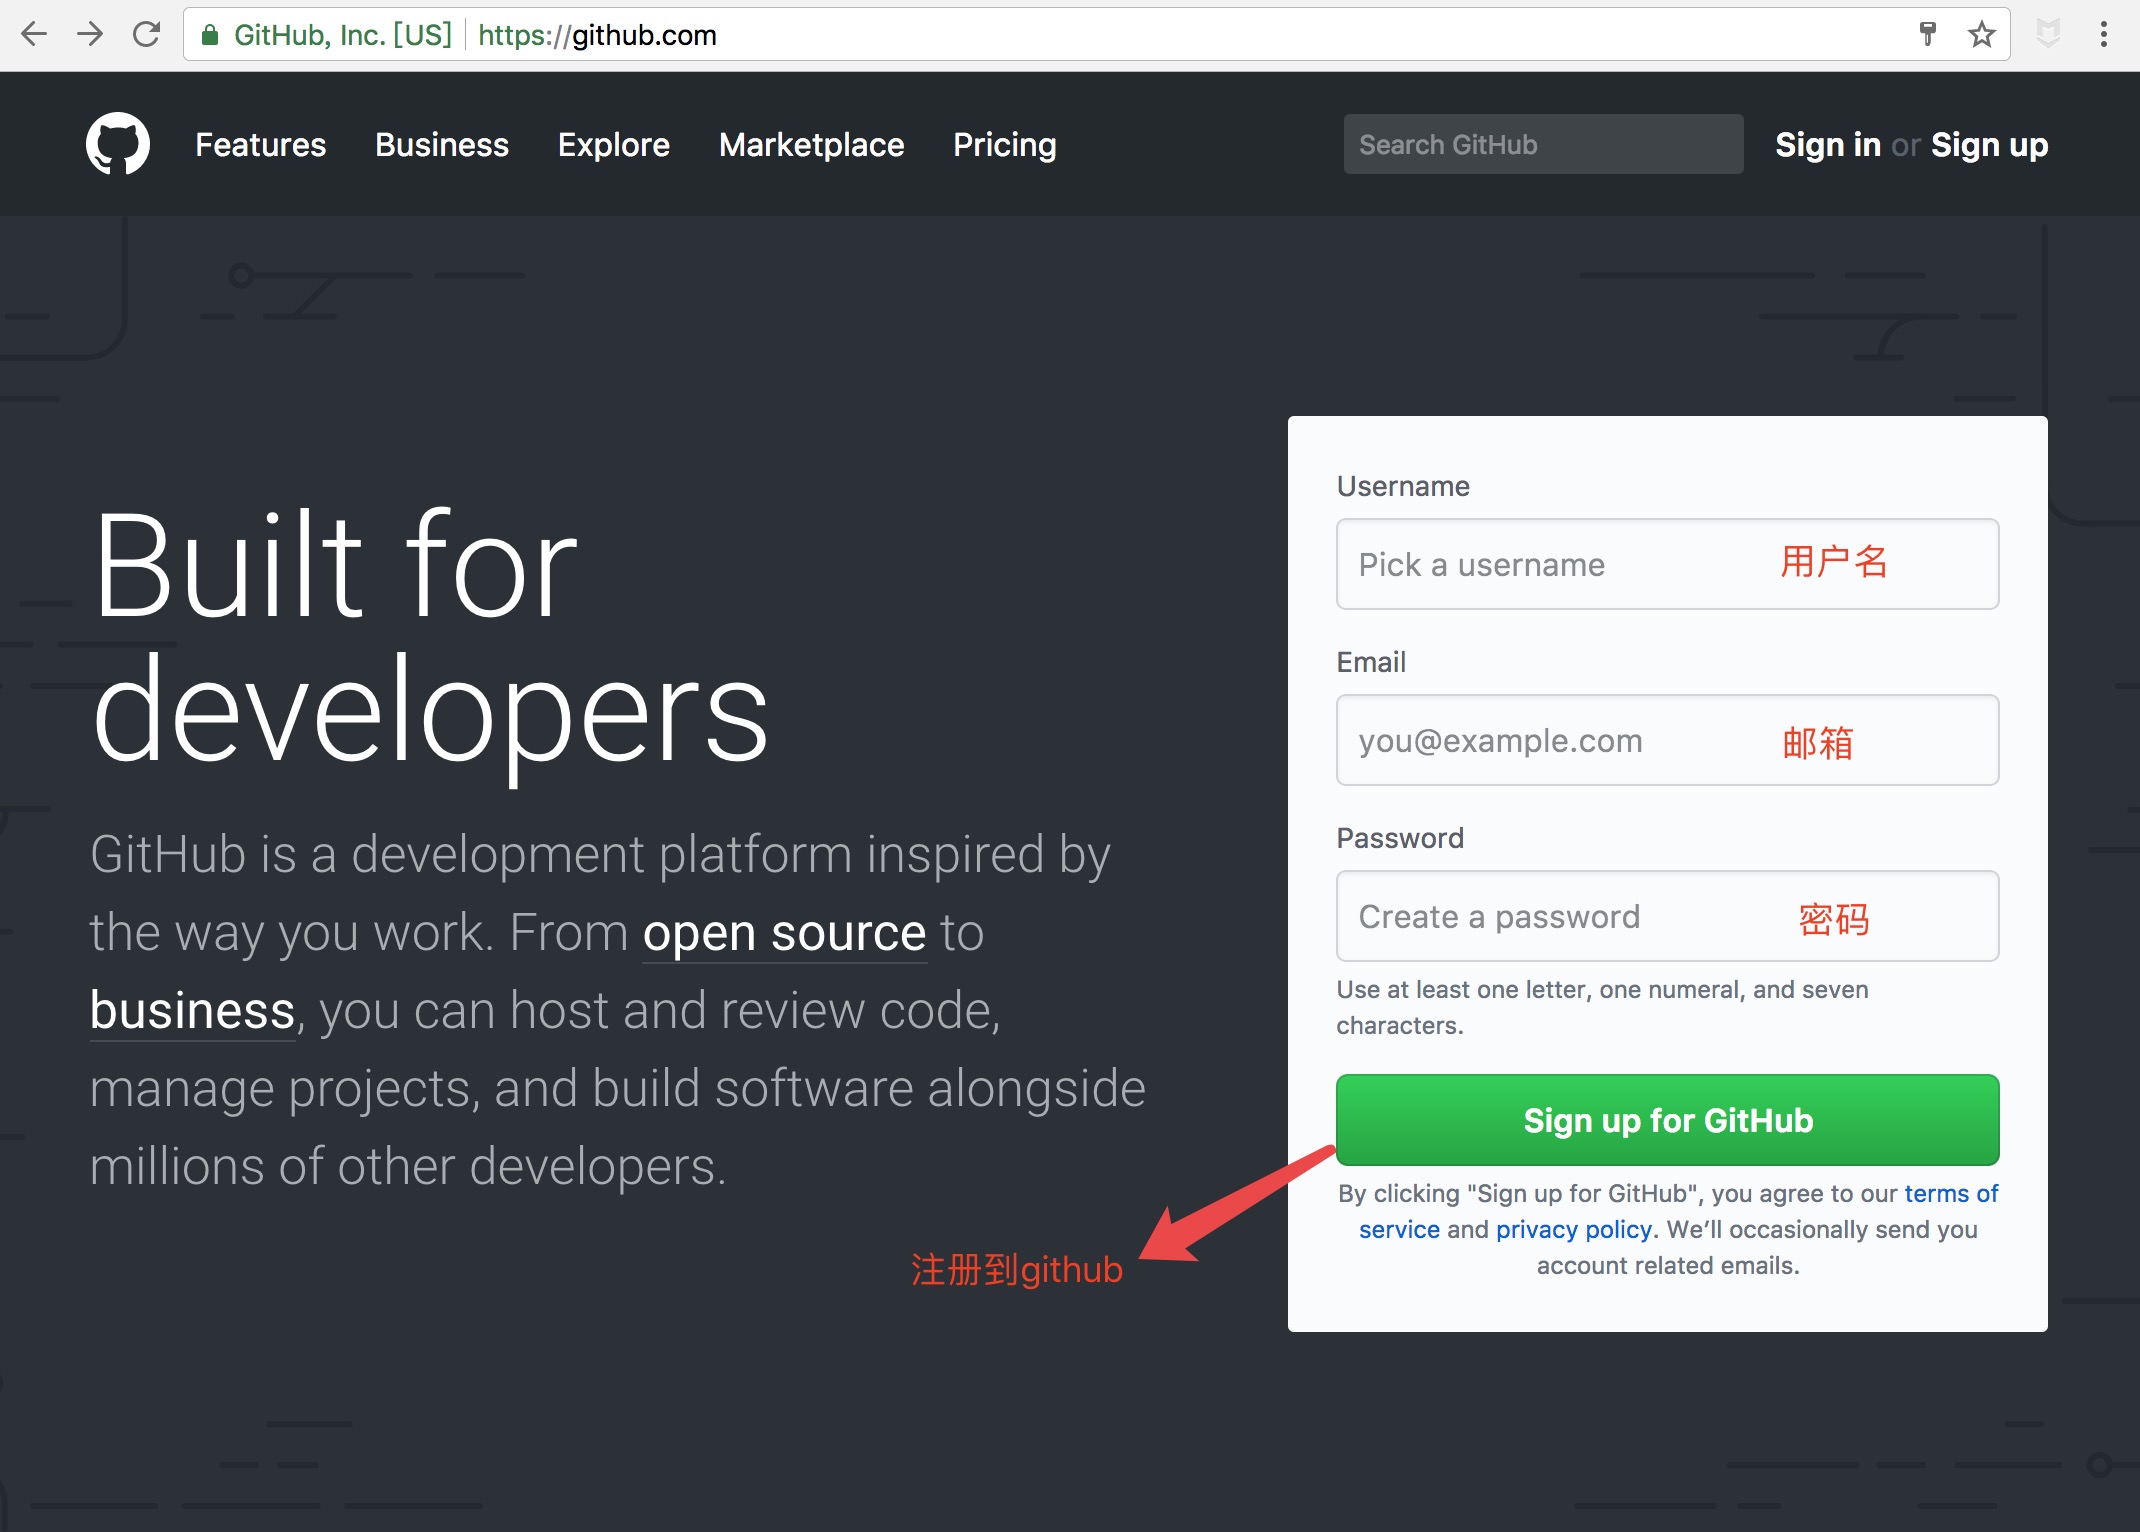 GitHub, Inc. [US] https://github.com
Features Business Explore Marketplace Pricing Search GitHub Sign in or Sign up
Built for
developers
GitHub is a development platform inspired by
the way you work. From open source to
business, you can host and review code,
manage projects, and build software alongside
millions of other developers.
Username
Pick a username 用户名
Email
you@example.com 邮箱
Password
Create a password 密码
Use at least one letter, one numeral, and seven
characters.
Sign up for GitHub
By clicking "Sign up for GitHub", you agree to our terms of
service and privacy policy. We’ll occasionally send you
account related emails.
注册到github